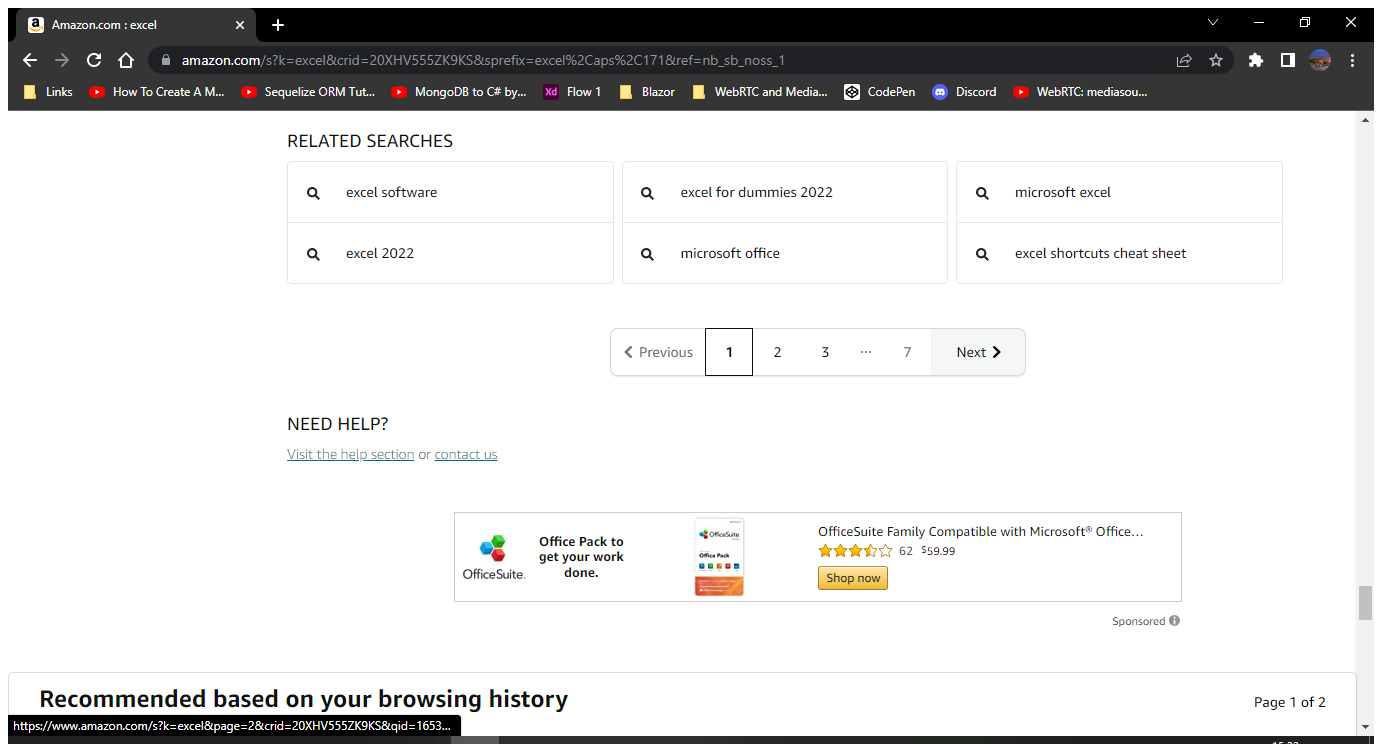 Amazon.com : excel
amazon.com/s?k=excel&crid=20XHV555ZK9KS&sprefix=excel%2Caps%2C171&ref=nb_sb_noss_1
Links How To Create A M... Sequelize ORM Tut... MongoDB to C# by... Xd Flow 1 Blazor WebRTC and Media... CodePen Discord WebRTC: mediasou...
RELATED SEARCHES
excel software excel for dummies 2022 microsoft excel
excel 2022 microsoft office excel shortcuts cheat sheet
Previous 1 2 3 ... 7 Next
NEED HELP?
Visit the help section or contact us
OfficeSuite.
Office Pack to
get your work
done.
OfficeSuite
Office Pack
OfficeSuite Family Compatible with Microsoft® Office...
62 $59.99
Shop now
Sponsored
Recommended based on your browsing history Page 1 of 2
https://www.amazon.com/s?k=excel&page=2&crid=20XHV555ZK9KS&qid=1653...